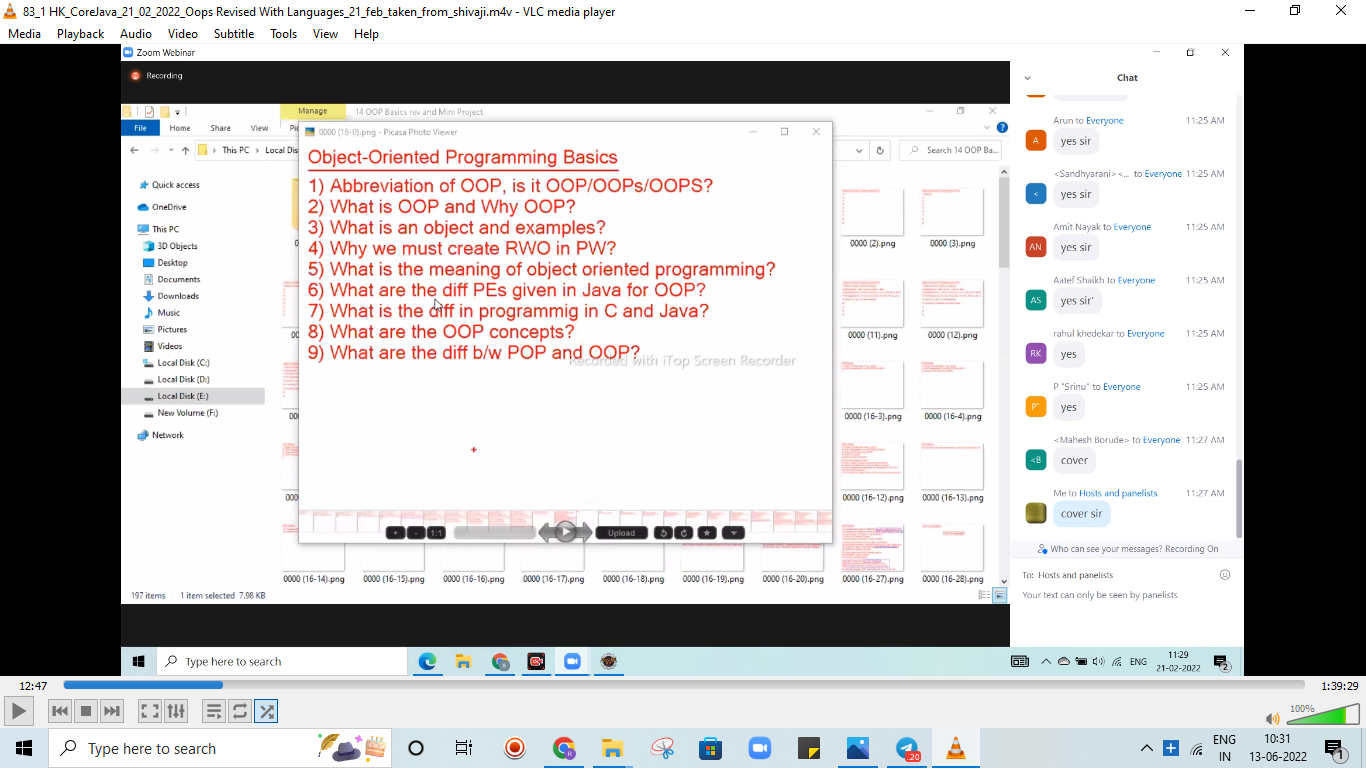 83_1 HK_CoreJava_21_02_2022_Oops Revised With Languages_21_feb_taken_from_shivaji.m4v - VLC media player
Media Playback Audio Video Subtitle Tools View Help
Zoom Webinar
Recording
Manage 14 OOP Basics rev and Mini Project
File Home Share View
This PC Local Dis
Search 14 OOP Ba...
Quick access
OneDrive
This PC
3D Objects
Desktop
Documents
Downloads
Music
Pictures
Videos
Local Disk (C:)
Local Disk (D:)
Local Disk (E:)
New Volume (F:)
Network
0000 (16-0).png - Picasa Photo Viewer
Object-Oriented Programming Basics
1) Abbreviation of OOP, is it OOP/OOPs/OOPS?
2) What is OOP and Why OOP?
3) What is an object and examples?
4) Why we must create RWO in PW?
5) What is the meaning of object oriented programming?
6) What are the diff PEs given in Java for OOP?
7) What is the diff in programmig in C and Java?
8) What are the OOP concepts?
9) What are the diff b/w POP and OOP?
Recorded with iTop Screen Recorder
1:1
Upload
0000 (2).png 0000 (3).png
0000 (11).png 0000 (12).png
0000 (16-3).png 0000 (16-4).png
0000 (16-12).png 0000 (16-13).png
0000 (16-14).png 0000 (16-15).png 0000 (16-16).png 0000 (16-17).png 0000 (16-18).png 0000 (16-19).png 0000 (16-20).png 0000 (16-27).png 0000 (16-28).png
197 items 1 item selected 7.98 KB
Chat
Arun to Everyone 11:25 AM
A
yes sir
<Sandhyarani> <... to Everyone 11:25 AM
<
yes sir
Amit Nayak to Everyone 11:25 AM
AN
yes sir
Aatef Shaikh to Everyone 11:25 AM
AS
yes sir'
rahul khedekar to Everyone 11:25 AM
RK
yes
P "Srinu" to Everyone 11:25 AM
P"
yes
<Mahesh Borude> to Everyone 11:27 AM
<B
cover
Me to Hosts and panelists 11:27 AM
cover sir
Who can see your messages? Recording On
To: Hosts and panelists
Your text can only be seen by panelists
Type here to search
ENG
11:29
21-02-2022
2
12:47
1:39:29
100%
Type here to search
.20
ENG
IN
10:31
13-06-2022
1